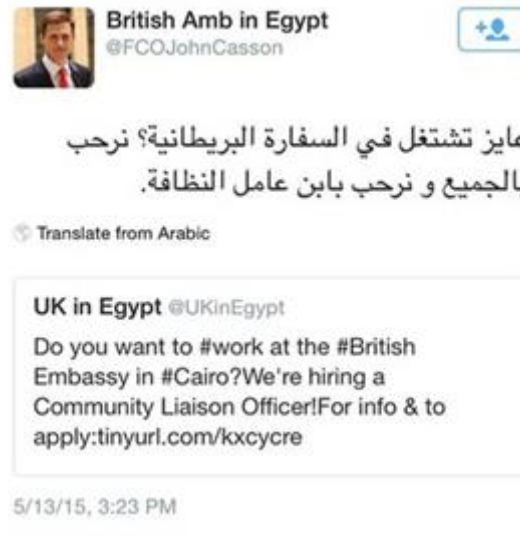 British Amb in Egypt
@FCOJohnCasson
عايز تشتغل في السفارة البريطانية؟ نرحب
بالجميع و نرحب بابن عامل النظافة.
Translate from Arabic
UK in Egypt @UKinEgypt
Do you want to #work at the #British
Embassy in #Cairo?We're hiring a
Community Liaison Officer!For info & to
apply:tinyurl.com/kxcycre
5/13/15, 3:23 PM